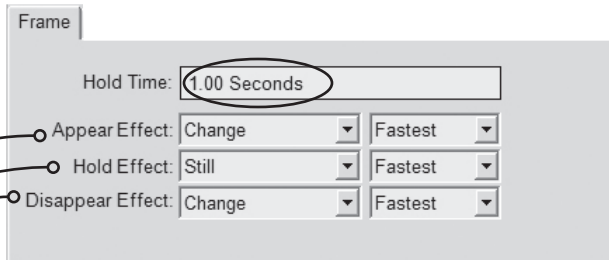 Frame
Hold Time: 1.00 Seconds
Appear Effect: Change Fastest
Hold Effect: Still Fastest
Disappear Effect: Change Fastest